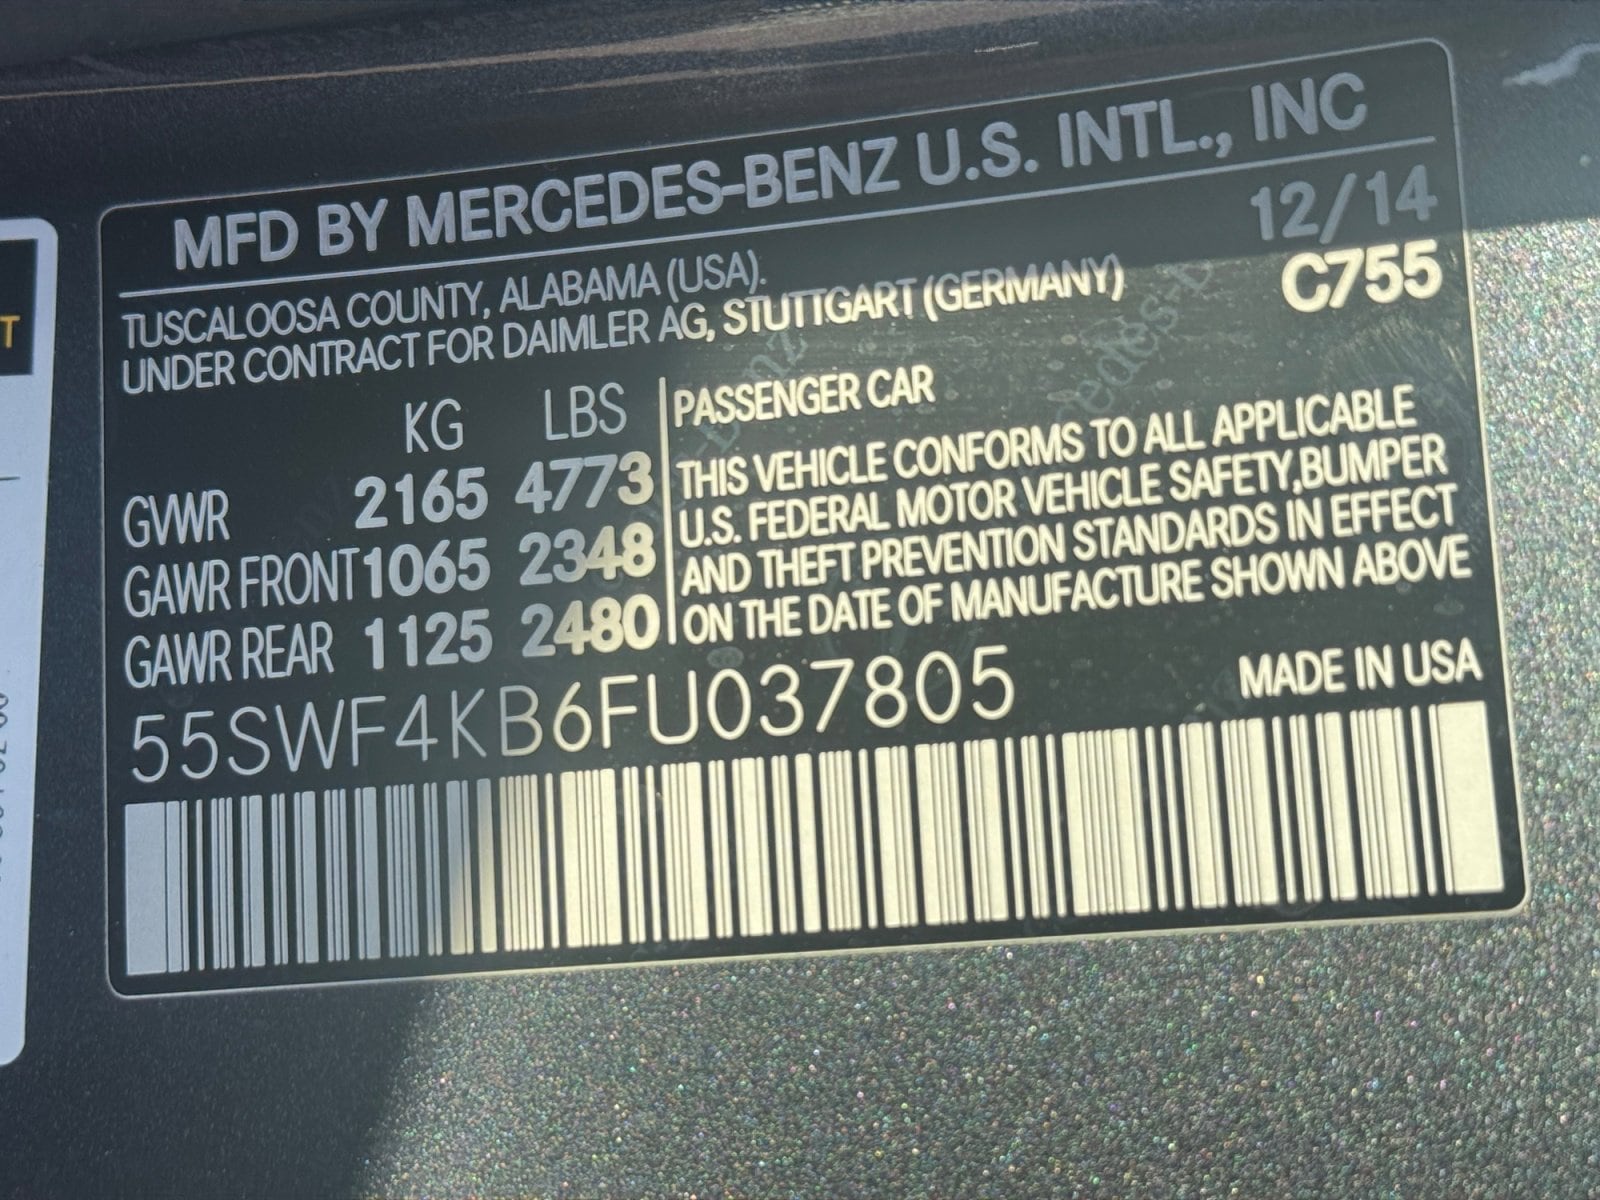 MFD BY MERCEDES-BENZ U.S. INTL., INC
12/14
TUSCALOOSA COUNTY, ALABAMA (USA).
C755
UNDER CONTRACT FOR DAIMLER AG, STUTTGART (GERMANY)
KG LBS
GVWR 2165 4773
GAWR FRONT 1065 2348
GAWR REAR 1125 2480
PASSENGER CAR
THIS VEHICLE CONFORMS TO ALL APPLICABLE
U.S. FEDERAL MOTOR VEHICLE SAFETY,BUMPER
AND THEFT PREVENTION STANDARDS IN EFFECT
ON THE DATE OF MANUFACTURE SHOWN ABOVE
55SWF4KB6FU037805
MADE IN USA
T